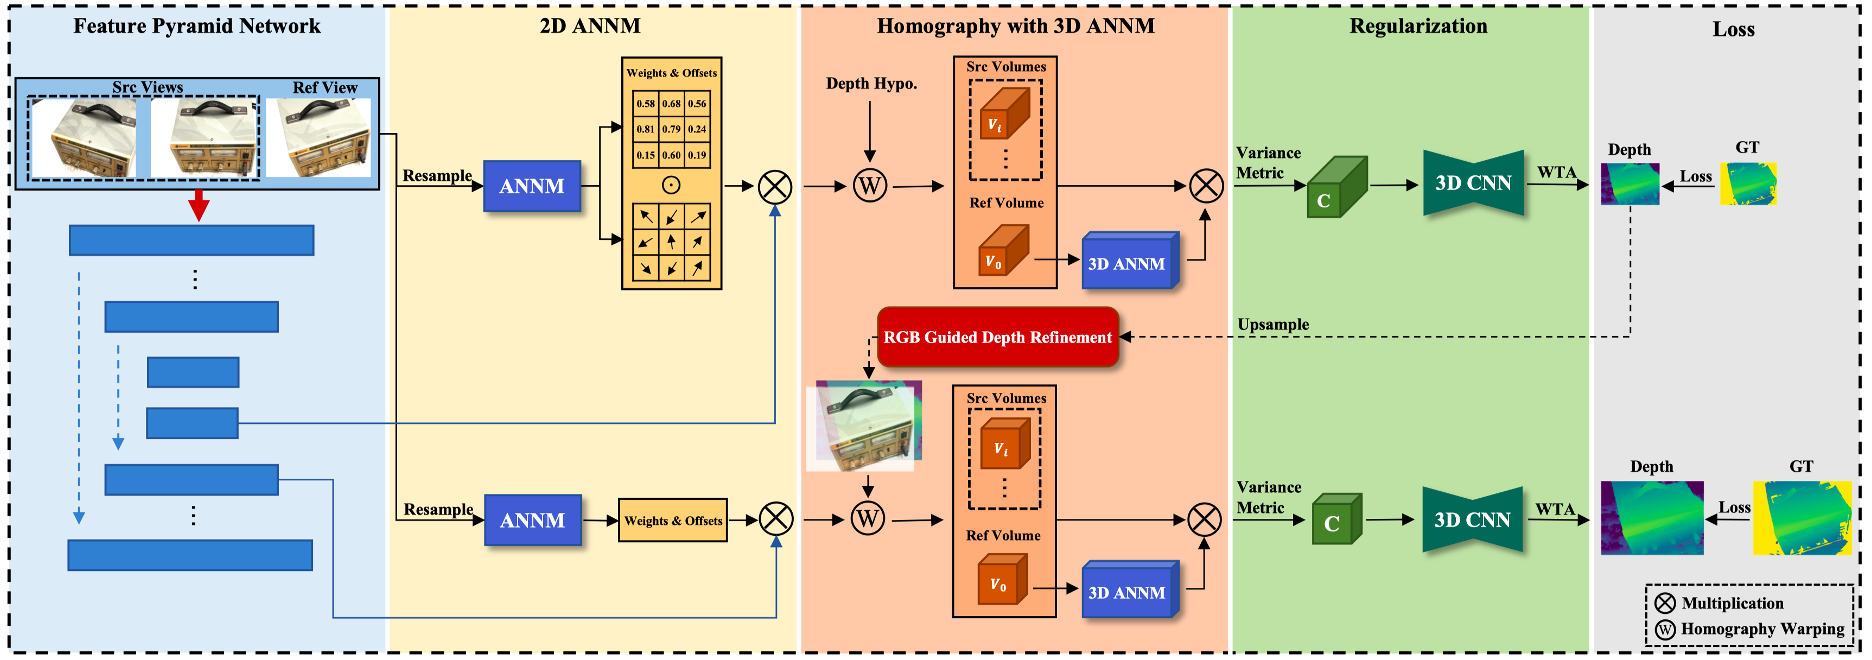 Feature Pyramid Network
2D ANNM
Homography with 3D ANNM
Regularization
Loss
Src Views
Ref View
Resample
ANNM
Weights & Offsets
0.58 0.68 0.56
0.81 0.79 0.24
0.15 0.60 0.19
Depth Hypo.
W
Src Volumes
V_i
⋮
Ref Volume
V_0
3D ANNM
Variance
Metric
C
3D CNN
WTA
Depth
GT
Loss
RGB Guided Depth Refinement
Upsample
Resample
ANNM
Weights & Offsets
W
Src Volumes
V_i
⋮
Ref Volume
V_0
3D ANNM
Variance
Metric
C
3D CNN
WTA
Depth
GT
Loss
Multiplication
W Homography Warping